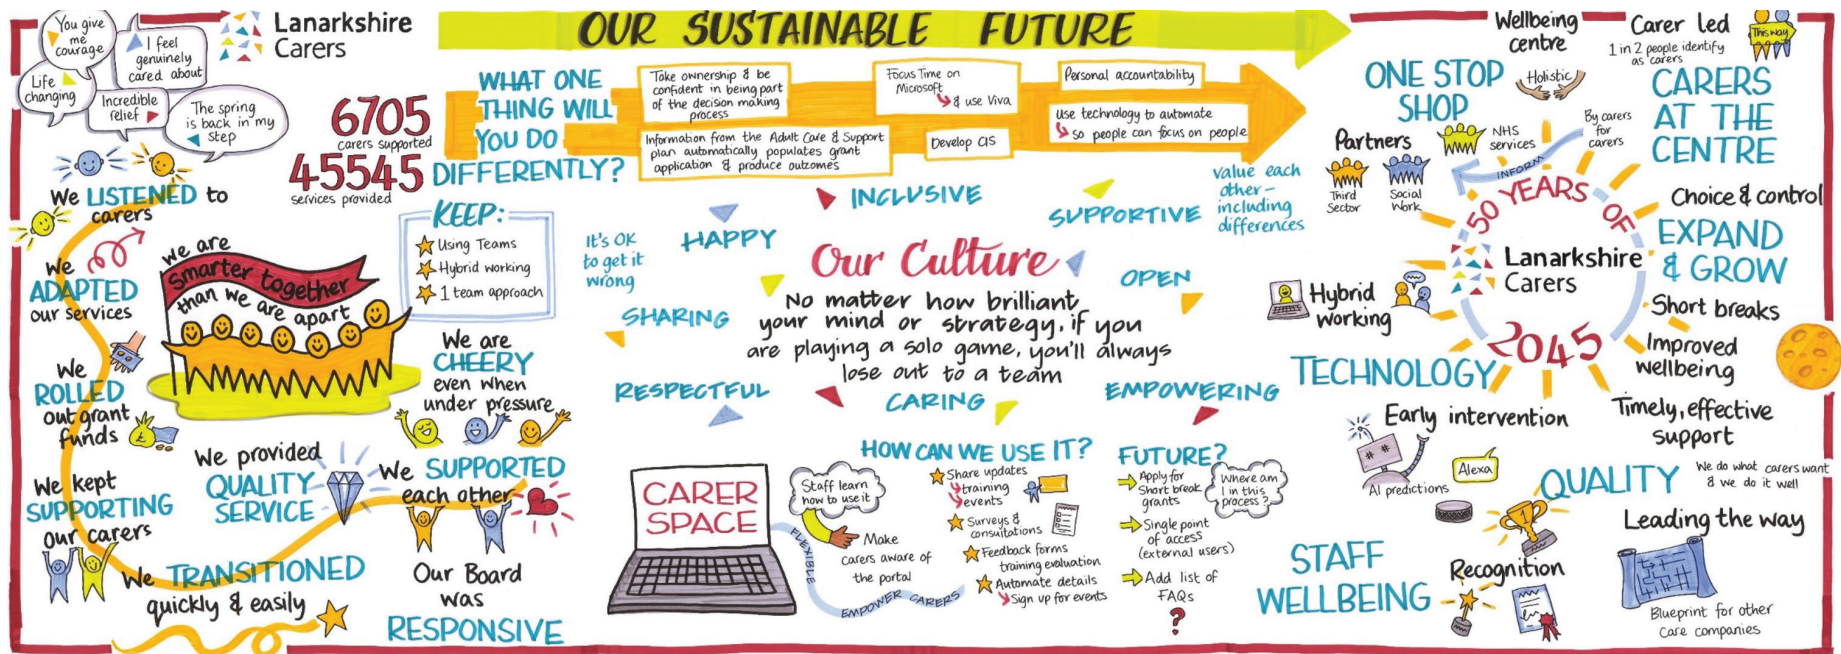 You give
me
courage
I feel
genuinely
cared about
Life
changing
Incredible
relief
The spring
is back in my
step
Lanarkshire
Carers
6705
carers supported
45545
services provided
We LISTENED to
carers
We
ADAPTED
our services
We
ROLLED
out grant
funds
We kept
SUPPORTING
our carers
We TRANSITIONED
quickly & easily
We provided
QUALITY
SERVICE
We SUPPORTED
each other
Our Board
was
RESPONSIVE
we are
smarter together
than we are apart
KEEP:
Using Teams
Hybrid working
1 team approach
We are
CHEERY
even when
under pressure
OUR SUSTAINABLE FUTURE
WHAT ONE
THING WILL
YOU DO
DIFFERENTLY?
Take ownership & be
confident in being part
of the decision making
process
Focus Time on
Microsoft
& use Viva
Personal accountability
Information from the Adult Care & Support
plan automatically populates grant
application & produce outcomes
Develop CIS
Use technology to automate
so people can focus on people
INCLUSIVE
SUPPORTIVE
value each
other -
including
differences
HAPPY
It's OK
to get it
wrong
Our Culture
OPEN
SHARING
No matter how brilliant
your mind or strategy, if you
are playing a solo game, you'll always
lose out to a team
RESPECTFUL
CARING
EMPOWERING
CARER
SPACE
HOW CAN WE USE IT?
Staff learn
how to use it
Make
carers aware of
the portal
FLEXIBLE
EMPOWER CARERS
Share updates
training
events
Surveys &
consultations
Feedback forms
training evaluation
Automate details
Sign up for events
FUTURE?
Apply for
Short break
grants
Where am
I in this
process?
Single point
of access
(external users)
Add list of
FAQs
?
Wellbeing
centre
Carer led
1 in 2 people identify
as carers
This way
ONE STOP
SHOP
Holistic
CARERS
AT THE
CENTRE
Partners
NHS
services
By carers
for
carers
INFORM
Third
Sector
Social
Work
50 YEARS OF
Lanarkshire
Carers
2045
Choice & control
EXPAND
& GROW
Short breaks
Improved
wellbeing
Timely, effective
support
Hybrid
working
TECHNOLOGY
Early intervention
AI predictions
Alexa
QUALITY
We do what carers want
& we do it well
Leading the way
Blueprint for other
care companies
STAFF
WELLBEING
Recognition
£